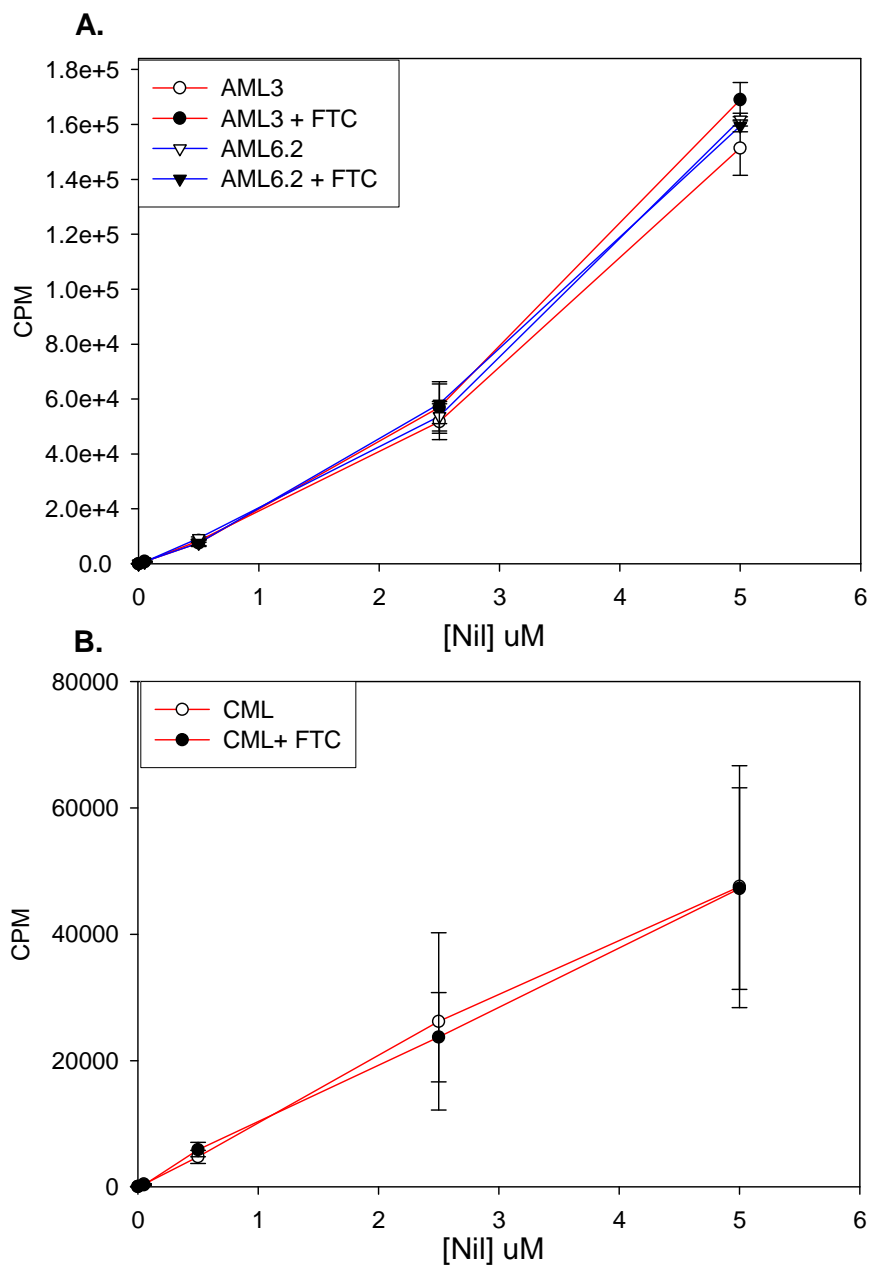 A.
AML3
AML3 + FTC
AML6.2
AML6.2 + FTC
1.8e+5
1.6e+5
1.4e+5
1.2e+5
1.0e+5
8.0e+4
6.0e+4
4.0e+4
2.0e+4
0.0
CPM
0 1 2 3 4 5 6
[Nil] uM
B.
CML
CML+ FTC
80000
60000
40000
20000
0
CPM
0 1 2 3 4 5 6
[Nil] uM